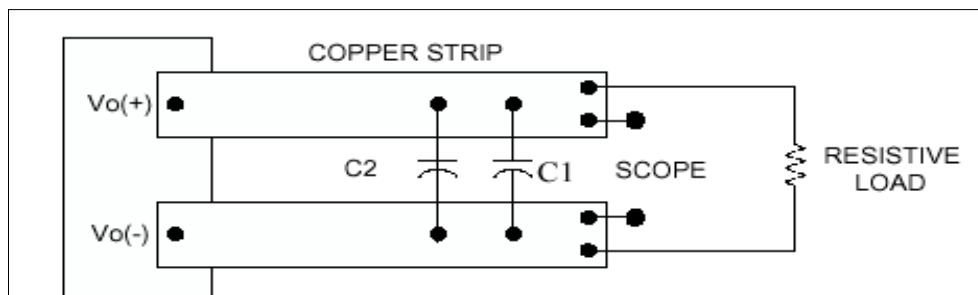 COPPER STRIP
Vo(+)
C2
C1
SCOPE
RESISTIVE
LOAD
Vo(-)